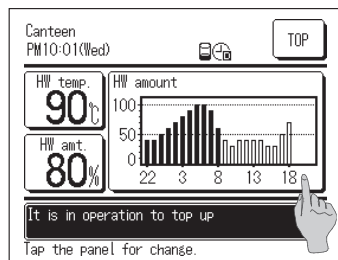 Canteen
PM10:01(Wed)
TOP
HW temp.
90℃
HW amt.
80%
HW amount
100
50
0
22 3 8 13 18
It is in operation to top up
Tap the panel for change.